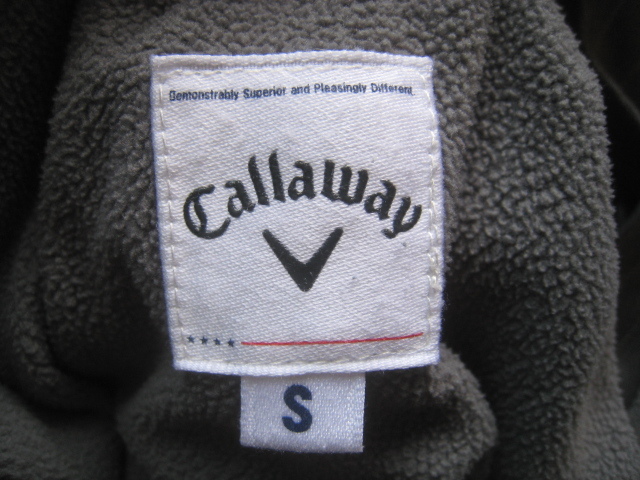 Demonstrably Superior and Pleasingly Different.
Callaway
S